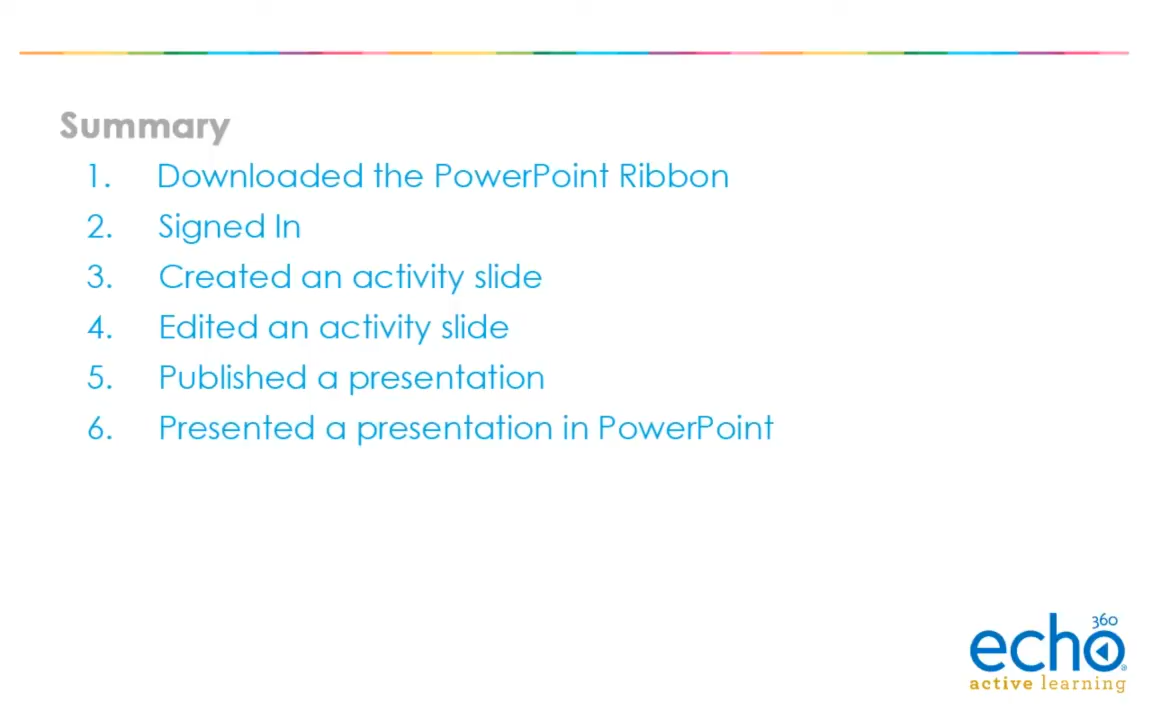 Summary
1. Downloaded the PowerPoint Ribbon
2. Signed In
3. Created an activity slide
4. Edited an activity slide
5. Published a presentation
6. Presented a presentation in PowerPoint
360
echo®
active learning